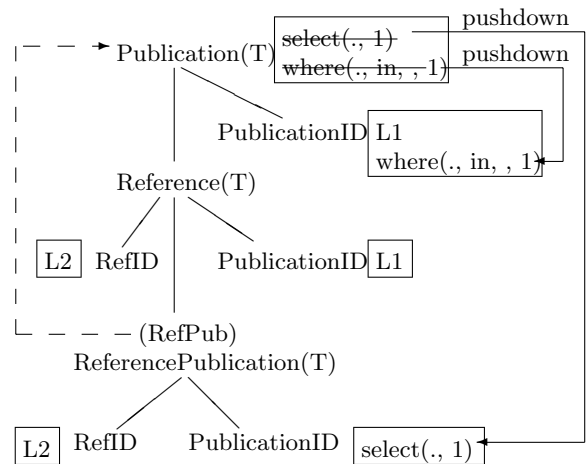 pushdown
select(., 1)
Publication(T)
where(., in, , 1)
pushdown
PublicationID L1
where(., in, , 1)
Reference(T)
L2 RefID PublicationID L1
(RefPub)
ReferencePublication(T)
L2 RefID PublicationID select(., 1)